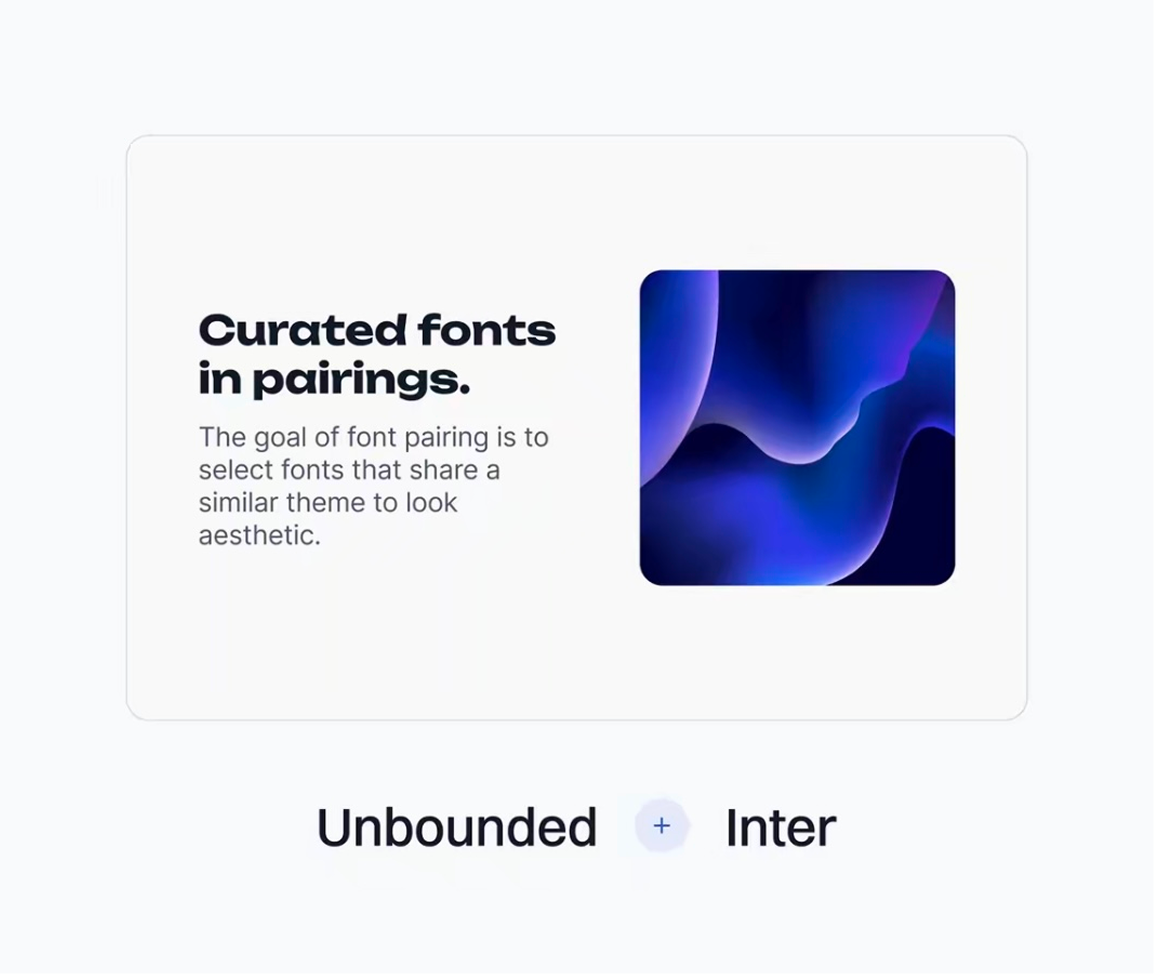 Curated fonts
in pairings.
The goal of font pairing is to
select fonts that share a
similar theme to look
aesthetic.
Unbounded + Inter